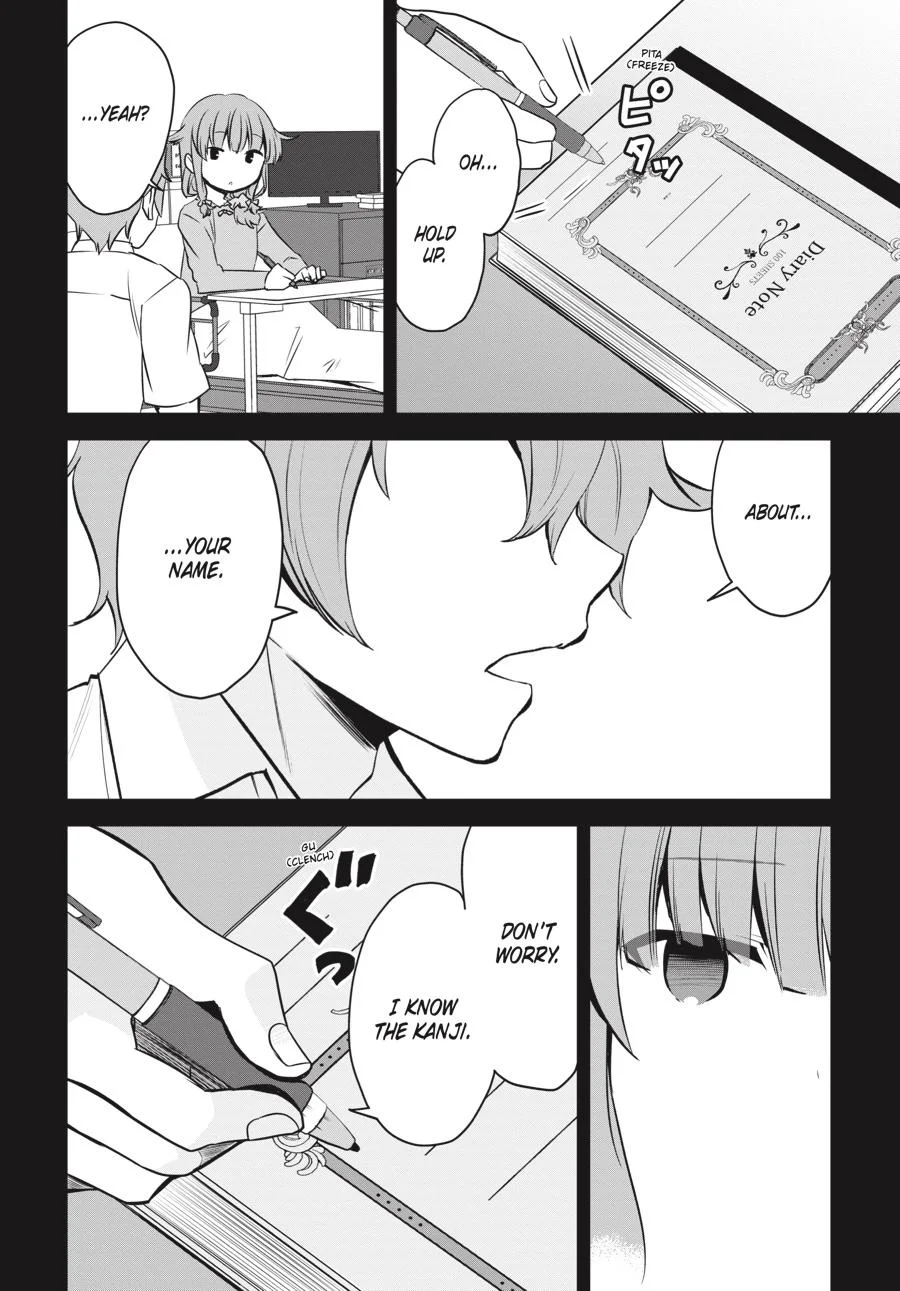 PITA
(FREEZE)
ピタッ
OH...
HOLD
UP.
Diary Note
100 SHEETS
...YEAH?
ABOUT...
...YOUR
NAME.
DON'T
WORRY.
I KNOW
THE KANJI.
GU
(CLENCH)
ぐっ